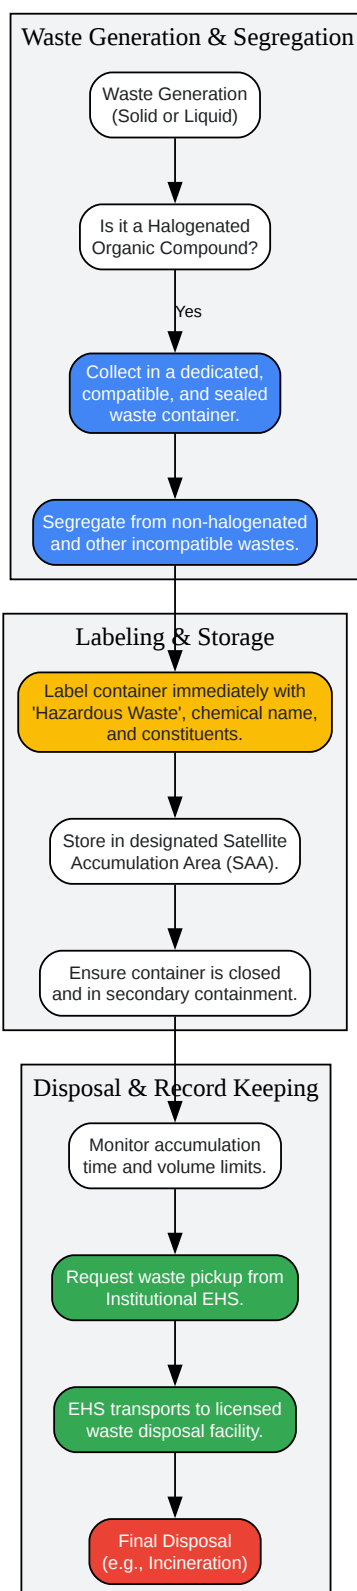 Waste Generation & Segregation
Waste Generation
(Solid or Liquid)
Is it a Halogenated
Organic Compound?
Yes
Collect in a dedicated,
compatible, and sealed
waste container.
Segregate from non-halogenated
and other incompatible wastes.
Labeling & Storage
Label container immediately with
'Hazardous Waste', chemical name,
and constituents.
Store in designated Satellite
Accumulation Area (SAA).
Ensure container is closed
and in secondary containment.
Disposal & Record Keeping
Monitor accumulation
time and volume limits.
Request waste pickup from
Institutional EHS.
EHS transports to licensed
waste disposal facility.
Final Disposal
(e.g., Incineration)